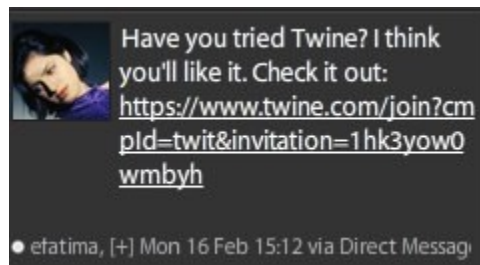 Have you tried Twine? I think
you'll like it. Check it out:
https://www.twine.com/join?cm
pId=twit&invitation=1hk3yow0
wmbyh
efatima, [+] Mon 16 Feb 15:12 via Direct Messag